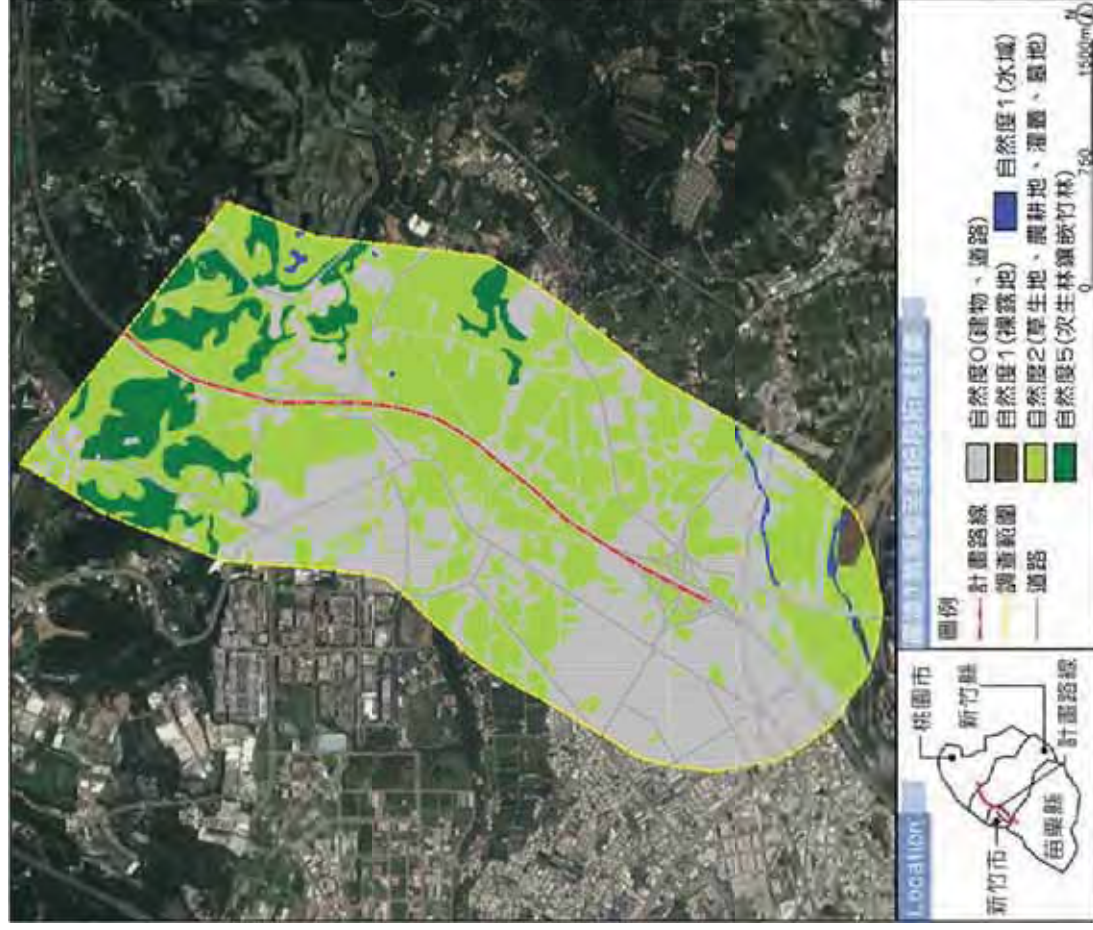 Location
桃園市
新竹縣
新竹市
苗栗縣
計畫路線
圖例
計畫路線
調查範圍
道路
自然度0(建物、道路)
自然度1(裸露地)
自然度1(水域)
自然度2(草生地、農耕地、灌叢、墓地)
自然度5(次生林鑲嵌竹林)
0
750
1500m
N